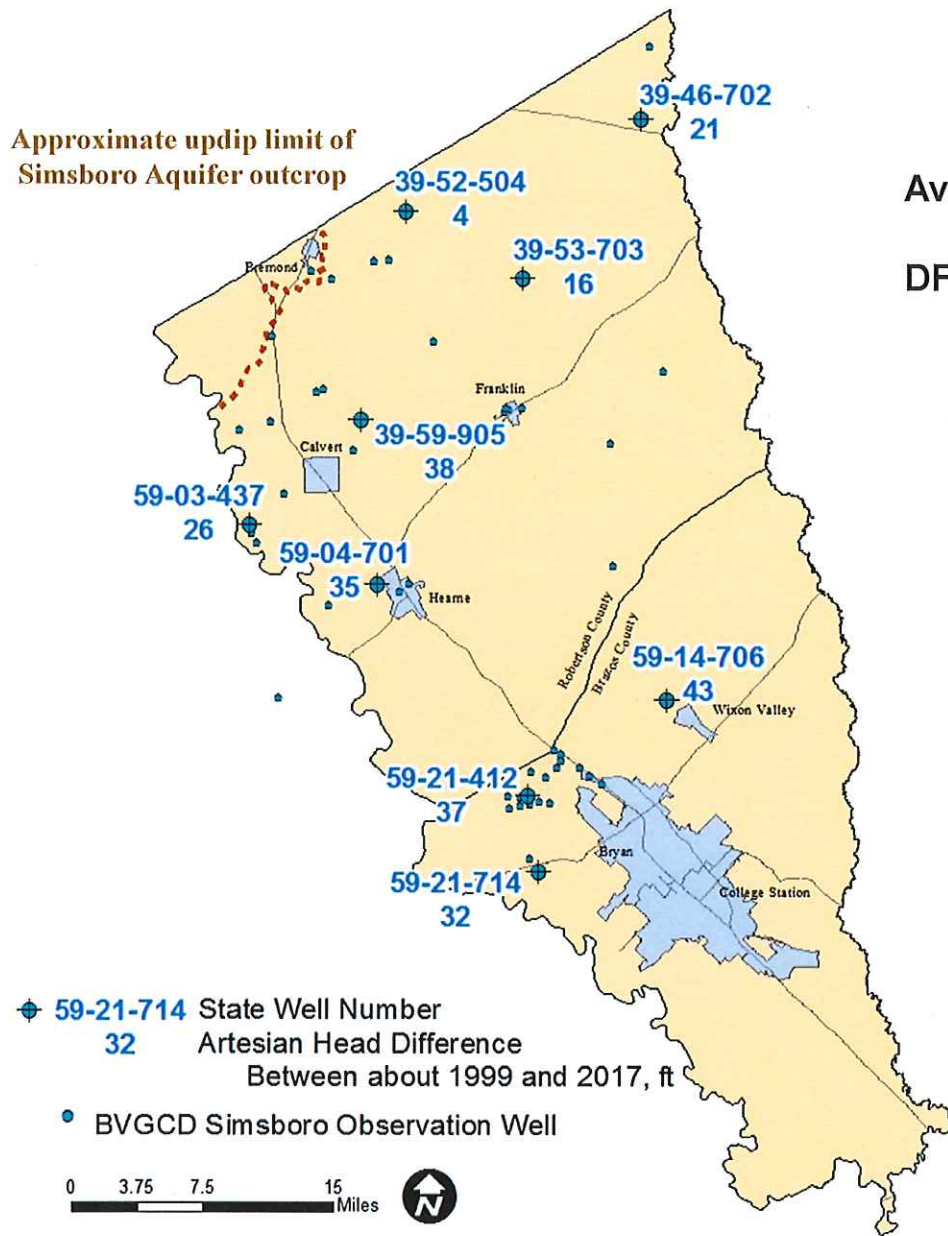 39-46-702
21
Approximate updip limit of
Simsboro Aquifer outcrop
Av
39-52-504
4
DF
Bremond
39-53-703
16
Franklin
39-59-905
38
Calvert
59-03-437
26
59-04-701
35
Hearne
Robertson County
Brazos County
59-14-706
43
Wixon Valley
59-21-412
37
Bryan
59-21-714
32
College Station
59-21-714 State Well Number
32 Artesian Head Difference
Between about 1999 and 2017, ft
BVGCD Simsboro Observation Well
0 3.75 7.5 15
Miles
N